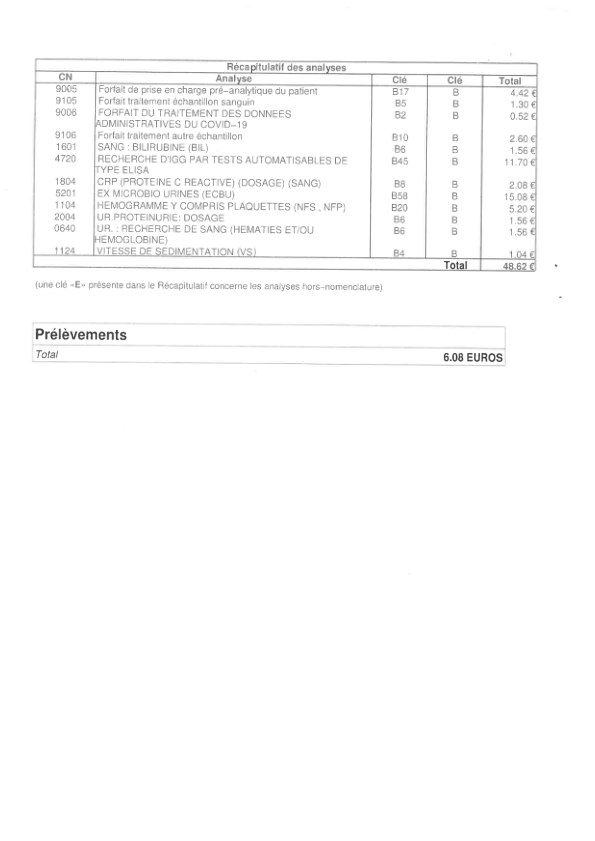 Récapitulatif des analyses
CN Analyse Clé Clé Total
9005 Forfait de prise en charge pré-analytique du patient B17 B 4.42 €
9105 Forfait traitement échantillon sanguin B5 B 1.30 €
9006 FORFAIT DU TRAITEMENT DES DONNEES B2 B 0.52 €
ADMINISTRATIVES DU COVID-19
9106 Forfait traitement autre échantillon B10 B 2.60 €
1601 SANG : BILIRUBINE (BIL) B6 B 1.56 €
4720 RECHERCHE D'IGG PAR TESTS AUTOMATISABLES DE B45 B 11.70 €
TYPE ELISA
1804 CRP (PROTEINE C REACTIVE) (DOSAGE) (SANG) B8 B 2.08 €
5201 EX MICROBIO URINES (ECBU) B58 B 15.08 €
1104 HEMOGRAMME Y COMPRIS PLAQUETTES (NFS , NFP) B20 B 5.20 €
2004 UR.PROTEINURIE: DOSAGE B6 B 1.56 €
0640 UR. : RECHERCHE DE SANG (HEMATIES ET/OU B6 B 1.56 €
HEMOGLOBINE)
1124 VITESSE DE SEDIMENTATION (VS) B4 B 1.04 €
Total 48.62 €
(une clé «E» présente dans le Récapitulatif concerne les analyses hors-nomenclature)
Prélèvements
Total 6.08 EUROS